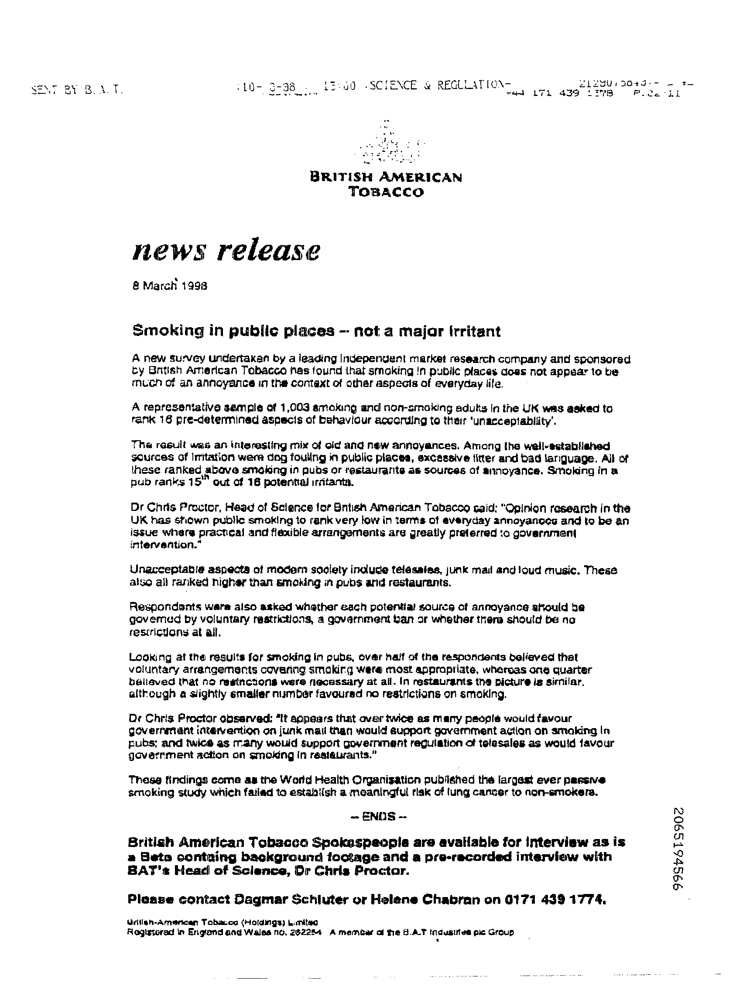 SENT BY B.A.T. :10- 3-98 13:00 SCIENCE & REGULATION-
44 171 439 1378 P.02/11
BRITISH AMERICAN
TOBACCO
news release
8 March 1998
Smoking in public places – not a major irritant
A new survey undertaken by a leading independent market research company and sponsored
by British American Tobacco has found that smoking in public places does not appear to be
much of an annoyance in the context of other aspects of everyday life.
A representative sample of 1,003 smoking and non-smoking adults in the UK was asked to
rank 16 pre-determined aspects of behaviour according to their 'unacceptability'.
The result was an interesting mix of old and new annoyances. Among the well-established
sources of irritation were dog fouling in public places, excessive litter and bad language. All of
these ranked above smoking in pubs or restaurants as sources of annoyance. Smoking in a
pub ranks 15th out of 16 potential irritants.
Dr Chris Proctor, Head of Science for British American Tobacco said: "Opinion research in the
UK has shown public smoking to rank very low in terms of everyday annoyances and to be an
issue where practical and flexible arrangements are greatly preferred to government
intervention."
Unacceptable aspects of modern society include telesales, junk mail and loud music. These
also all ranked higher than smoking in pubs and restaurants.
Respondents were also asked whether each potential source of annoyance should be
governed by voluntary restrictions, a government ban or whether there should be no
restrictions at all.
Looking at the results for smoking in pubs, over half of the respondents believed that
voluntary arrangements covering smoking were most appropriate, whereas one quarter
believed that no restrictions were necessary at all. In restaurants the picture is similar,
although a slightly smaller number favoured no restrictions on smoking.
Dr Chris Proctor observed: "It appears that over twice as many people would favour
government intervention on junk mail than would support government action on smoking in
pubs; and twice as many would support government regulation of telesales as would favour
government action on smoking in restaurants."
These findings come as the World Health Organisation published the largest ever passive
smoking study which failed to establish a meaningful risk of lung cancer to non-smokers.
-- ENDS --
British American Tobacco Spokespeople are available for interview as is
a Beta containg background footage and a pre-recorded interview with
BAT's Head of Science, Dr Chris Proctor.
Please contact Dagmar Schluter or Helene Chabran on 0171 439 1774.
British-American Tobacco (Holdings) Limited
Registered in England and Wales no. 262254 A member of the B.A.T Industries plc Group
2065194566